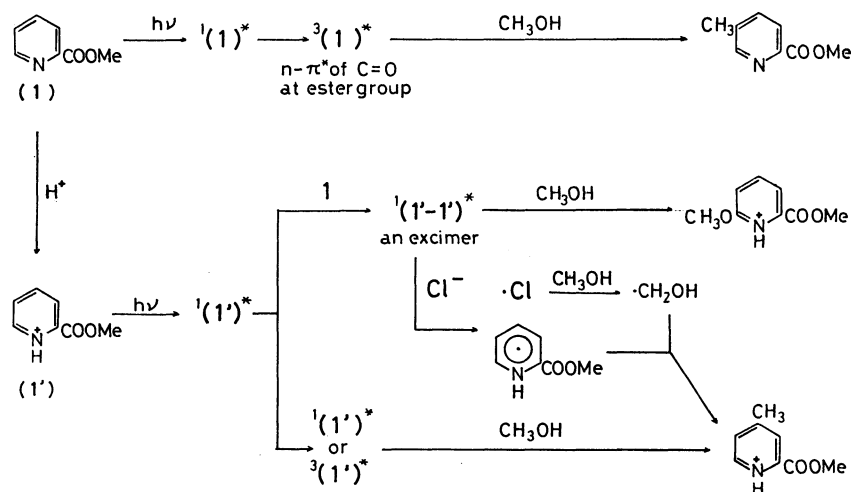 hν ¹(1)* ³(1)* CH₃OH
N COOMe
(1)
n-π* of C=O
at ester group
CH₃
N COOMe
H⁺
1
¹(1'-1')*
an excimer
CH₃OH
CH₃O N⁺ COOMe
H
Cl⁻ ·Cl CH₃OH ·CH₂OH
N⁺ COOMe
H
(1')
hν ¹(1')*
N COOMe
H
¹(1')*
or
³(1')*
CH₃OH
CH₃
N⁺ COOMe
H